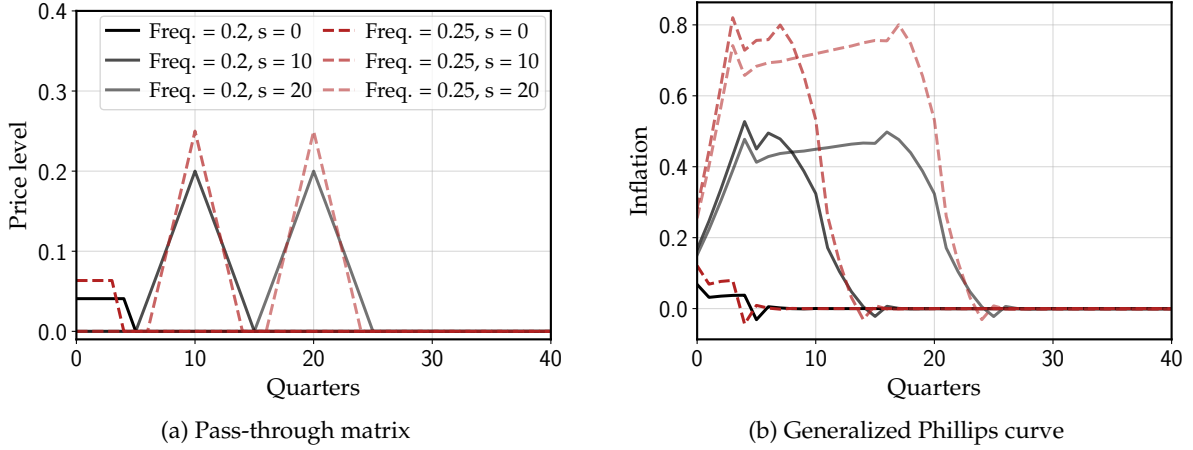 0.4
0.3
0.2
0.1
0.0
Price level
Freq. = 0.2, s = 0
Freq. = 0.2, s = 10
Freq. = 0.2, s = 20
Freq. = 0.25, s = 0
Freq. = 0.25, s = 10
Freq. = 0.25, s = 20
0 10 20 30 40
Quarters
(a) Pass-through matrix
0.8
0.6
0.4
0.2
0.0
Inflation
0 10 20 30 40
Quarters
(b) Generalized Phillips curve